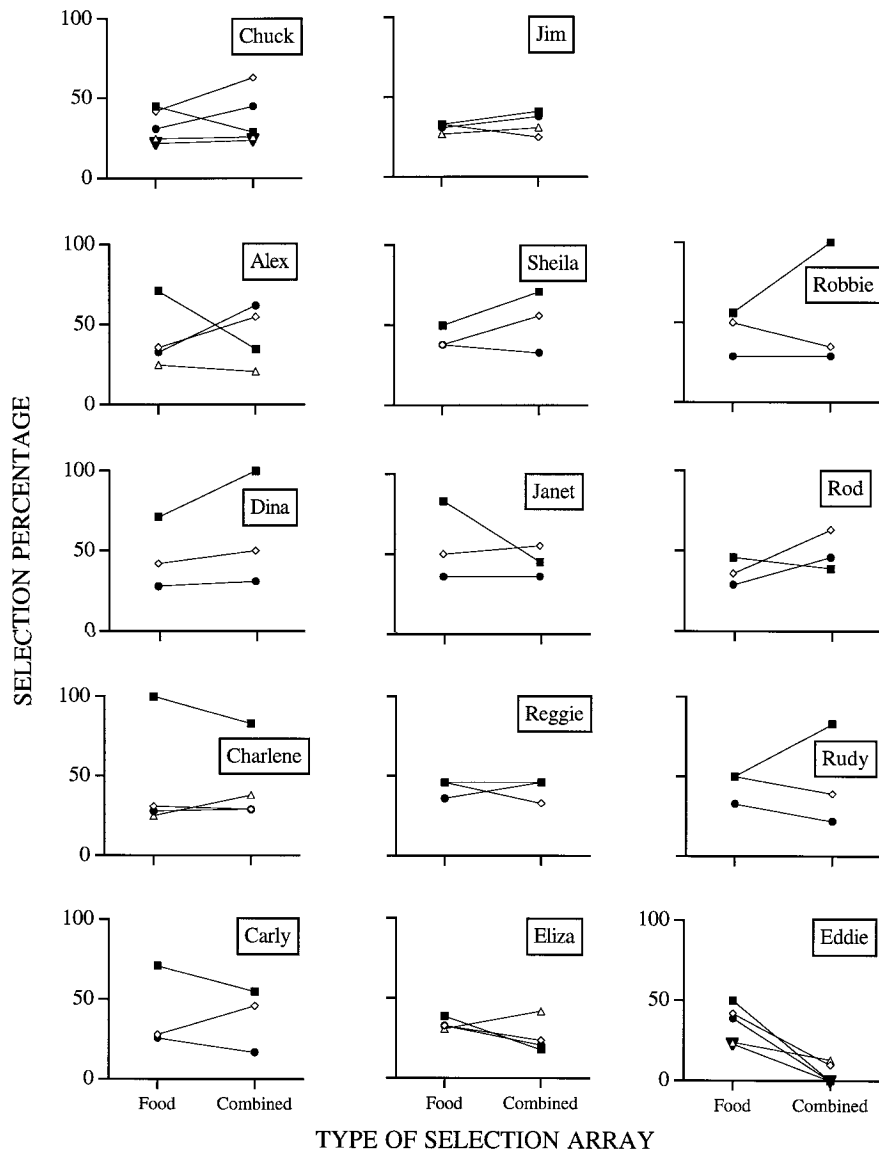 100
50
0
Chuck
Jim
100
50
0
Alex
Sheila
Robbie
100
50
0
Dina
Janet
Rod
100
50
0
Charlene
Reggie
Rudy
100
50
0
Carly
Eliza
100
50
0
Eddie
Food
Combined
Food
Combined
Food
Combined
SELECTION PERCENTAGE
TYPE OF SELECTION ARRAY